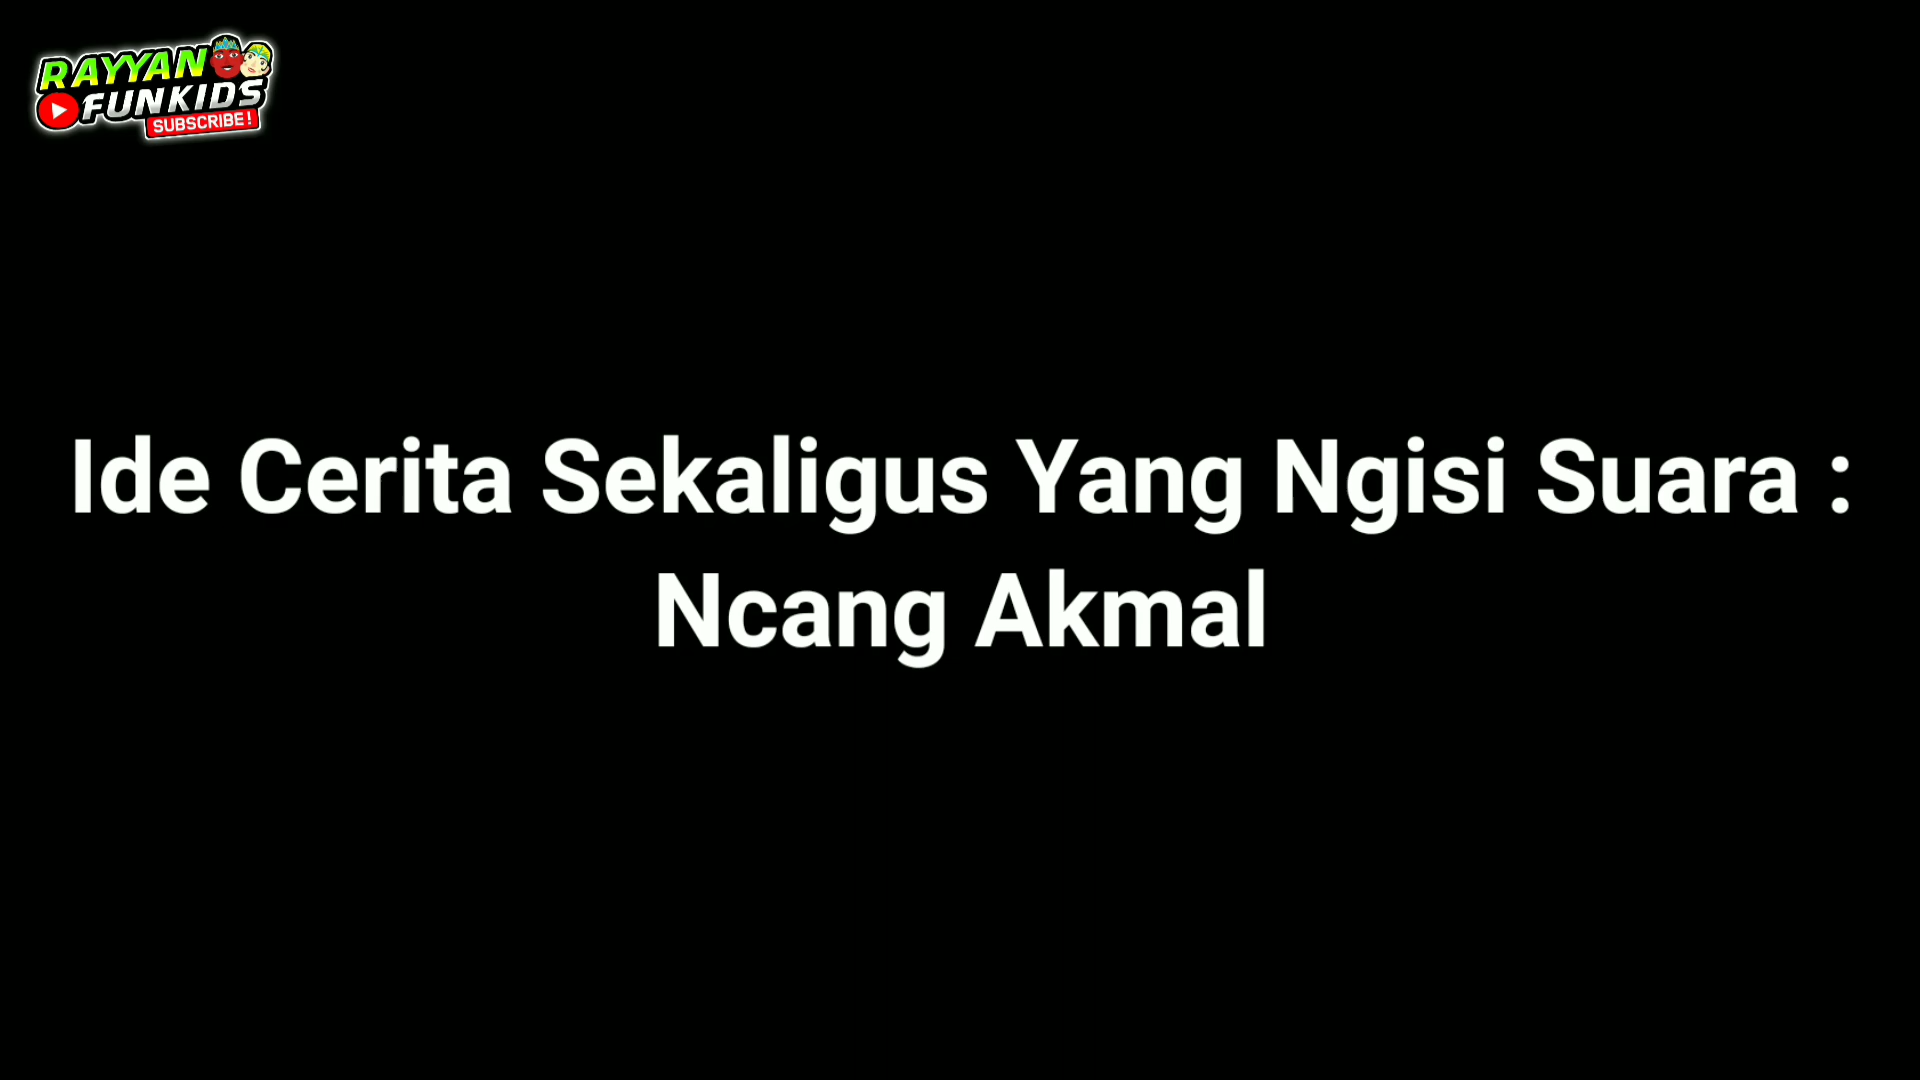 RAYYAN
FUNKIDS
SUBSCRIBE!
Ide Cerita Sekaligus Yang Ngisi Suara :
Ncang Akmal